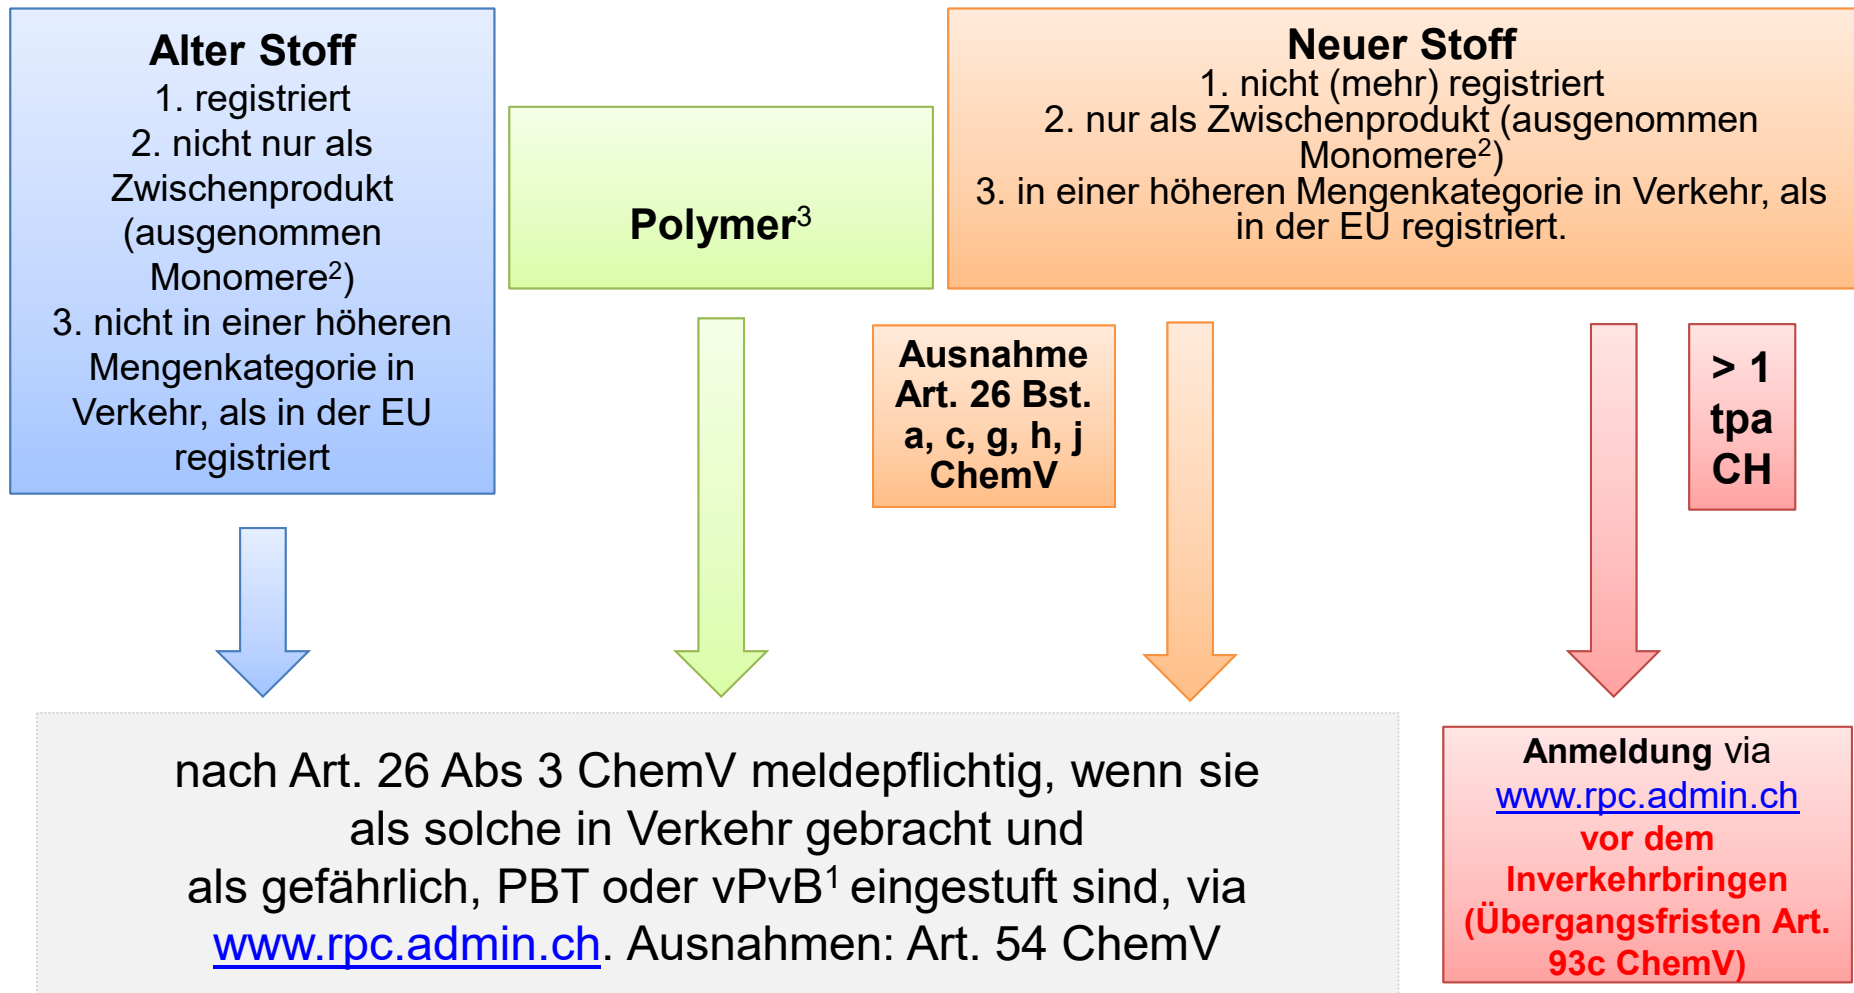 Alter Stoff
1. registriert
2. nicht nur als
Zwischenprodukt
(ausgenommen
Monomere²)
3. nicht in einer höheren
Mengenkategorie in
Verkehr, als in der EU
registriert
Polymer³
Neuer Stoff
1. nicht (mehr) registriert
2. nur als Zwischenprodukt (ausgenommen
Monomere²)
3. in einer höheren Mengenkategorie in Verkehr, als
in der EU registriert.
Ausnahme
Art. 26 Bst.
a, c, g, h, j
ChemV
> 1
tpa
CH
nach Art. 26 Abs 3 ChemV meldepflichtig, wenn sie
als solche in Verkehr gebracht und
als gefährlich, PBT oder vPvB¹ eingestuft sind, via
www.rpc.admin.ch. Ausnahmen: Art. 54 ChemV
Anmeldung via
www.rpc.admin.ch
vor dem
Inverkehrbringen
(Übergangsfristen Art.
93c ChemV)